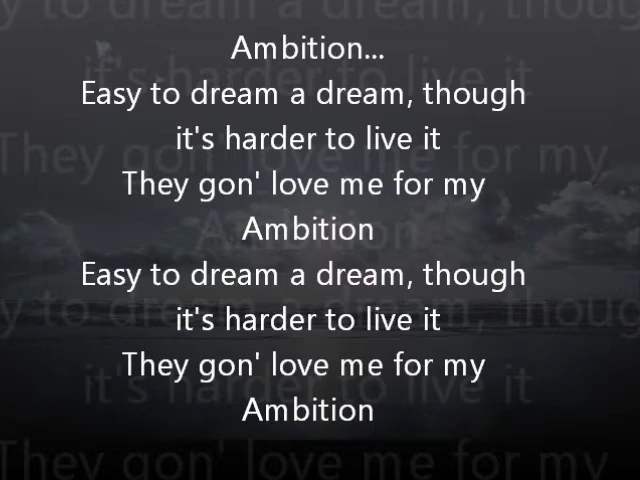 Ambition...
Easy to dream a dream, though
it's harder to live it
They gon' love me for my
Ambition
Easy to dream a dream, though
it's harder to live it
They gon' love me for my
Ambition